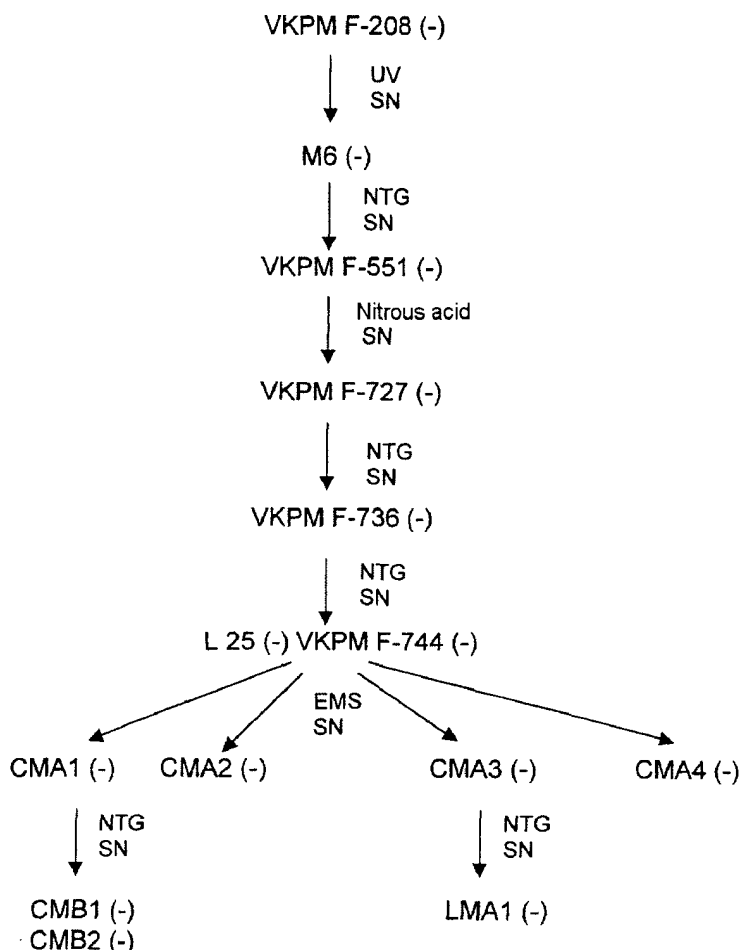 VKPM F-208 (-)
UV
SN
M6 (-)
NTG
SN
VKPM F-551 (-)
Nitrous acid
SN
VKPM F-727 (-)
NTG
SN
VKPM F-736 (-)
NTG
SN
L 25 (-) VKPM F-744 (-)
EMS
SN
CMA1 (-) CMA2 (-) CMA3 (-) CMA4 (-)
NTG NTG
SN SN
CMB1 (-) LMA1 (-)
CMB2 (-)